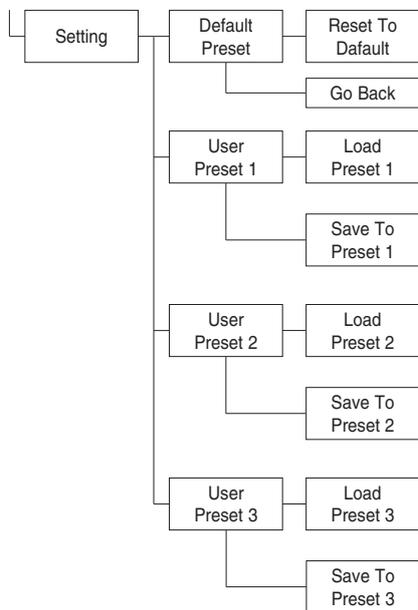 Setting
Default
Preset
Reset To
Dafault
Go Back
User
Preset 1
Load
Preset 1
Save To
Preset 1
User
Preset 2
Load
Preset 2
Save To
Preset 2
User
Preset 3
Load
Preset 3
Save To
Preset 3